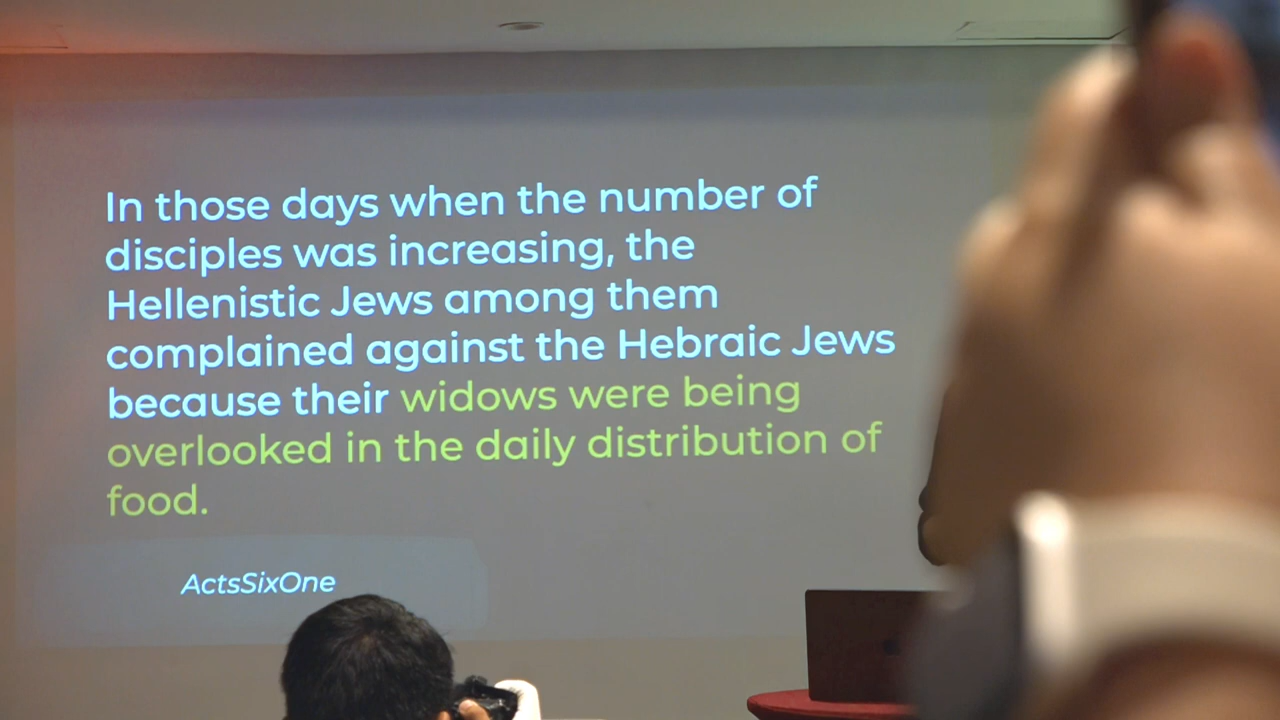 In those days when the number of
disciples was increasing, the
Hellenistic Jews among them
complained against the Hebraic Jews
because their widows were being
overlooked in the daily distribution of
food.
ActsSixOne